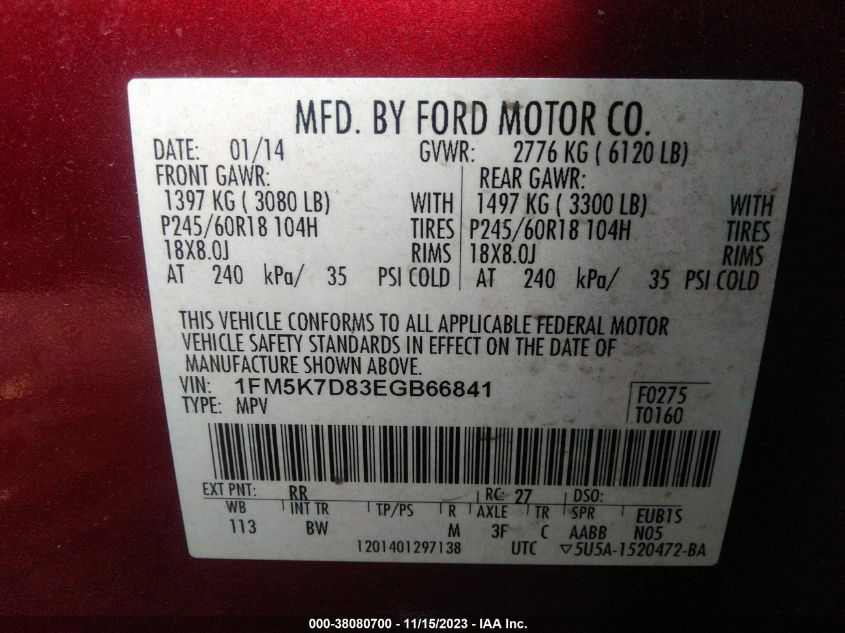 MFD. BY FORD MOTOR CO.
DATE: 01/14 GVWR: 2776 KG ( 6120 LB)
FRONT GAWR: REAR GAWR:
1397 KG ( 3080 LB) WITH 1497 KG ( 3300 LB) WITH
P245/60R18 104H TIRES P245/60R18 104H TIRES
18X8.0J RIMS 18X8.0J RIMS
AT 240 kPa/ 35 PSI COLD AT 240 kPa/ 35 PSI COLD
THIS VEHICLE CONFORMS TO ALL APPLICABLE FEDERAL MOTOR
VEHICLE SAFETY STANDARDS IN EFFECT ON THE DATE OF
MANUFACTURE SHOWN ABOVE.
VIN: 1FM5K7D83EGB66841 F0275
TYPE: MPV T0160
EXT PNT: RR RC: 27 DSO:
WB INT TR TP/PS R AXLE TR SPR EUB1S
113 BW M 3F C AABB N05
1201401297138 UTC ▽5U5A-1520472-BA
000-38080700 - 11/15/2023 - IAA Inc.